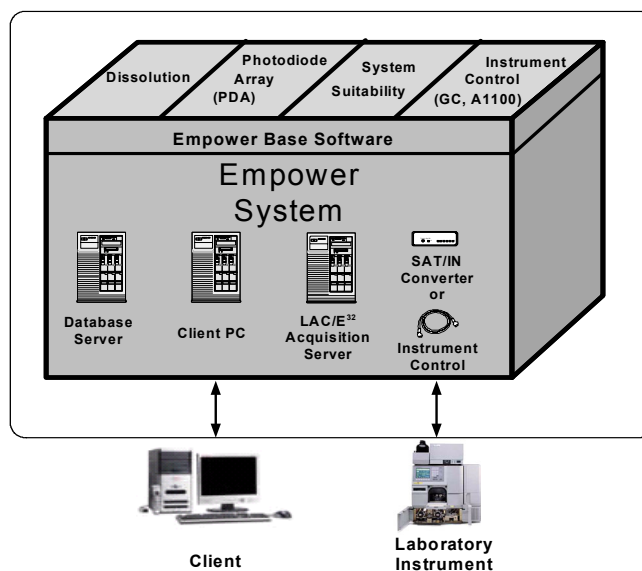 Dissolution
Photodiode
Array
(PDA)
System
Suitability
Instrument
Control
(GC, A1100)
Empower Base Software
Empower
System
Database
Server
Client PC
LAC/E³²
Acquisition
Server
SAT/IN
Converter
or
Instrument
Control
Client
Laboratory
Instrument